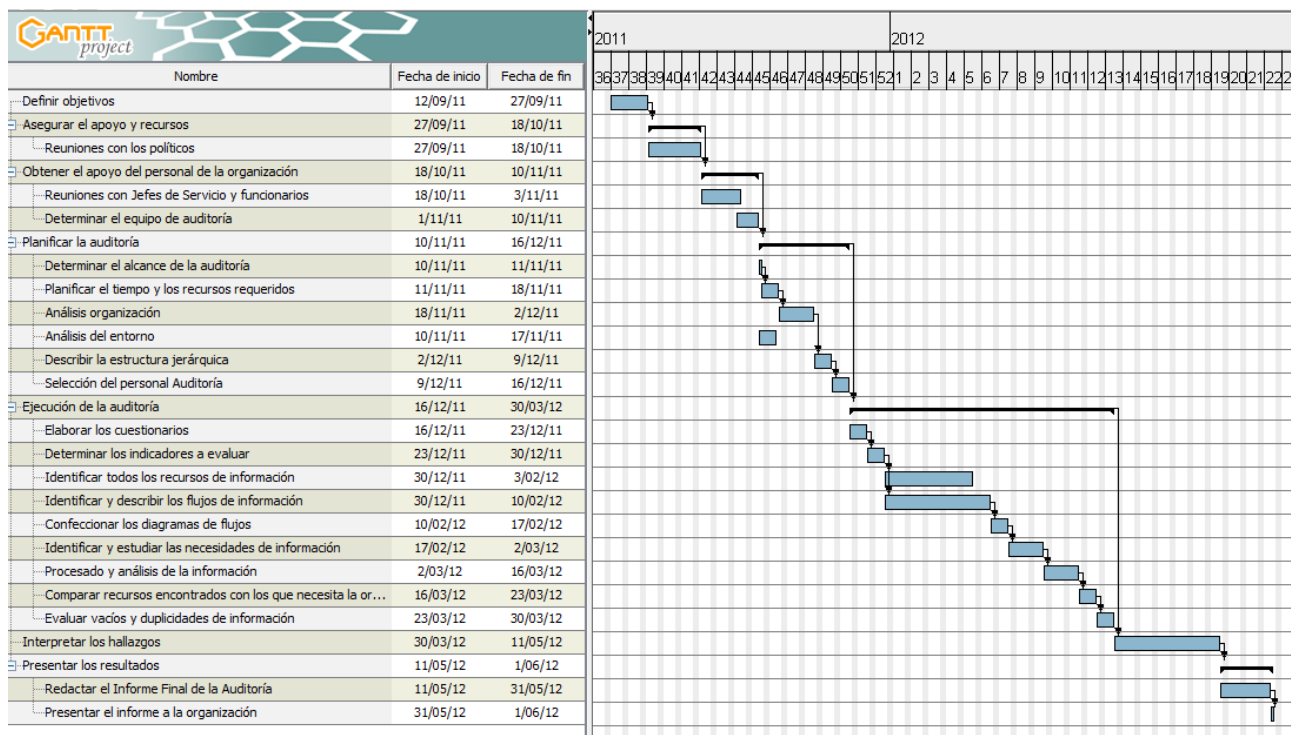 GANTT
project
2011 2012
Nombre Fecha de inicio Fecha de fin 36 37 38 39 40 41 42 43 44 45 46 47 48 49 50 51 52 1 2 3 4 5 6 7 8 9 10 11 12 13 14 15 16 17 18 19 20 21 22 2
Definir objetivos 12/09/11 27/09/11
Asegurar el apoyo y recursos 27/09/11 18/10/11
Reuniones con los políticos 27/09/11 18/10/11
Obtener el apoyo del personal de la organización 18/10/11 10/11/11
Reuniones con Jefes de Servicio y funcionarios 18/10/11 3/11/11
Determinar el equipo de auditoría 1/11/11 10/11/11
Planificar la auditoría 10/11/11 16/12/11
Determinar el alcance de la auditoría 10/11/11 11/11/11
Planificar el tiempo y los recursos requeridos 11/11/11 18/11/11
Análisis organización 18/11/11 2/12/11
Análisis del entorno 10/11/11 17/11/11
Describir la estructura jerárquica 2/12/11 9/12/11
Selección del personal Auditoría 9/12/11 16/12/11
Ejecución de la auditoría 16/12/11 30/03/12
Elaborar los cuestionarios 16/12/11 23/12/11
Determinar los indicadores a evaluar 23/12/11 30/12/11
Identificar todos los recursos de información 30/12/11 3/02/12
Identificar y describir los flujos de información 30/12/11 10/02/12
Confeccionar los diagramas de flujos 10/02/12 17/02/12
Identificar y estudiar las necesidades de información 17/02/12 2/03/12
Procesado y análisis de la información 2/03/12 16/03/12
Comparar recursos encontrados con los que necesita la or... 16/03/12 23/03/12
Evaluar vacíos y duplicidades de información 23/03/12 30/03/12
Interpretar los hallazgos 30/03/12 11/05/12
Presentar los resultados 11/05/12 1/06/12
Redactar el Informe Final de la Auditoría 11/05/12 31/05/12
Presentar el informe a la organización 31/05/12 1/06/12